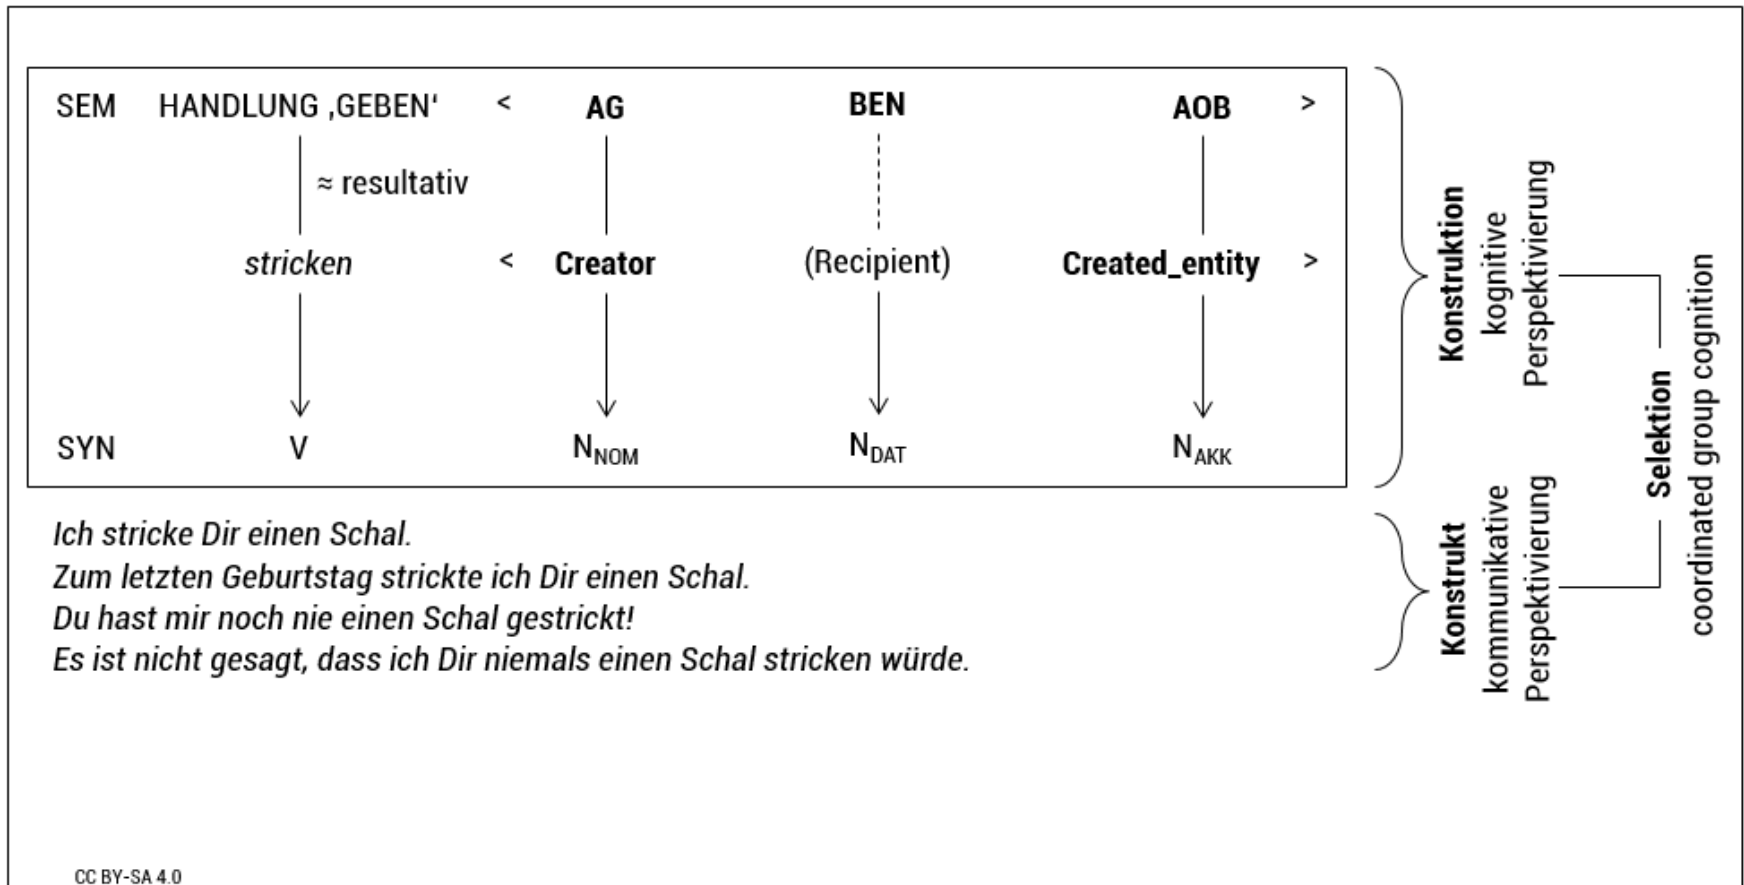 SEM HANDLUNG ‚GEBEN‘ < AG BEN AOB >
≈ resultativ
stricken < Creator (Recipient) Created_entity >
SYN V N_NOM N_DAT N_AKK
Ich stricke Dir einen Schal.
Zum letzten Geburtstag strickte ich Dir einen Schal.
Du hast mir noch nie einen Schal gestrickt!
Es ist nicht gesagt, dass ich Dir niemals einen Schal stricken würde.
Konstruktion
kognitive
Perspektivierung
Konstrukt
kommunikative
Perspektivierung
Selektion
coordinated group cognition
CC BY-SA 4.0